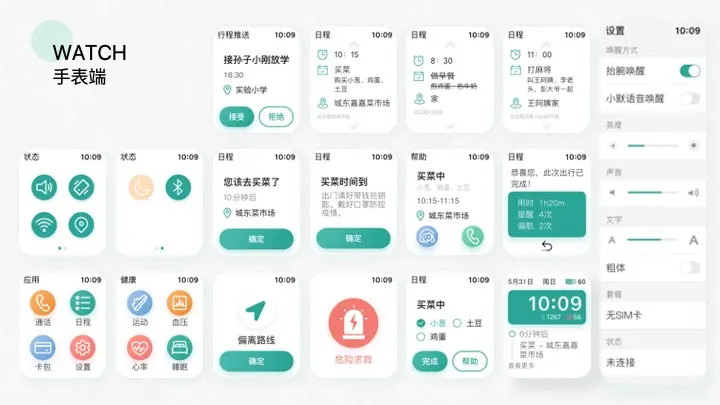 WATCH
手表端
行程推送 10:09
接孙子小刚放学
16:30
实验小学
接受 拒绝
日程 10:09
10：15
买菜
购买小葱，鸡蛋，
土豆
城东嘉嘉菜市场
日程 10:09
8：30
做早餐
煎鸡蛋，热牛奶
家
日程 10:09
11：00
打麻将
叫王阿姨、李老
头、彭大爷一起
王阿姨家
设置 10:09
唤醒方式
抬腕唤醒
小默语音唤醒
亮度
声音
文字
A A
粗体
套餐
无SIM卡
状态
未连接
状态 10:09
状态 10:09
日程 10:09
您该去买菜了
10分钟后
城东菜市场
确定
日程 10:09
买菜时间到
出门请好带钱包钥
匙、戴好口罩防控
疫情。
确定
帮助 10:09
买菜中
小葱，鸡蛋，土豆
10:15-11:15
城东菜市场
日程 10:09
恭喜您，此次出行已
完成！
用时 1h20m
提醒 4次
偏航 2次
应用 10:09
通话 日程
卡包 设置
健康 10:09
运动 血压
心率 睡眠
10:09
偏离路线
确定
10:09
危险求救
日程 10:09
买菜中
小葱 土豆
鸡蛋
完成 帮助
5月31日 周日 60
10:09
1267 56
6分钟后
买菜 – 城东嘉嘉
菜市场
查看更多